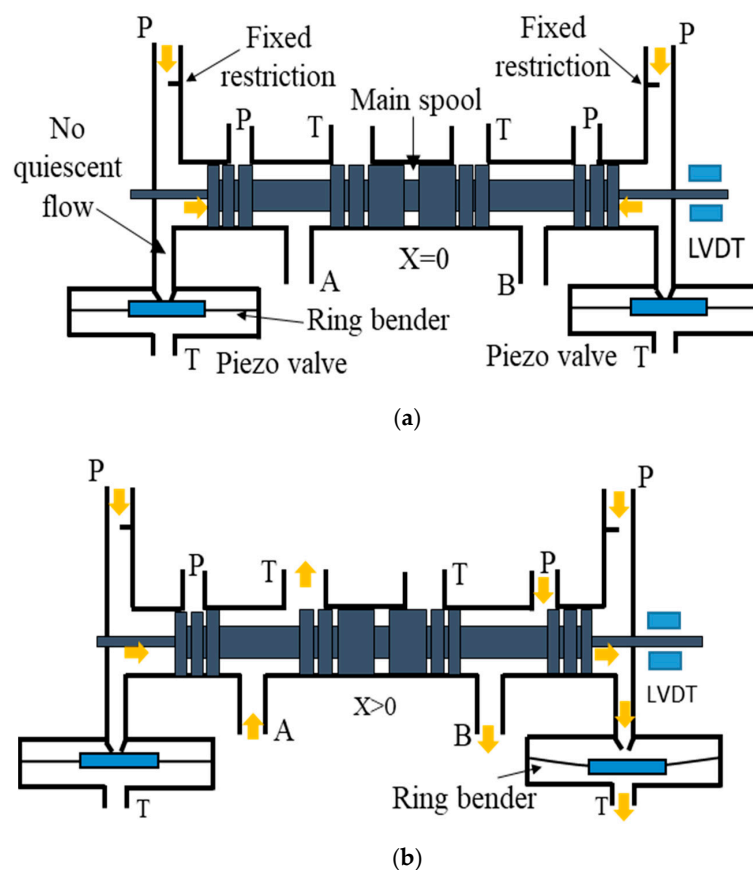 P
Fixed
restriction
Fixed
restriction
P
Main spool
No
quiescent
flow
P
T
T
P
LVDT
X=0
A
B
Ring bender
T
Piezo valve
Piezo valve
T
(a)
P
P
P
T
T
P
LVDT
X>0
A
B
Ring bender
T
T
(b)